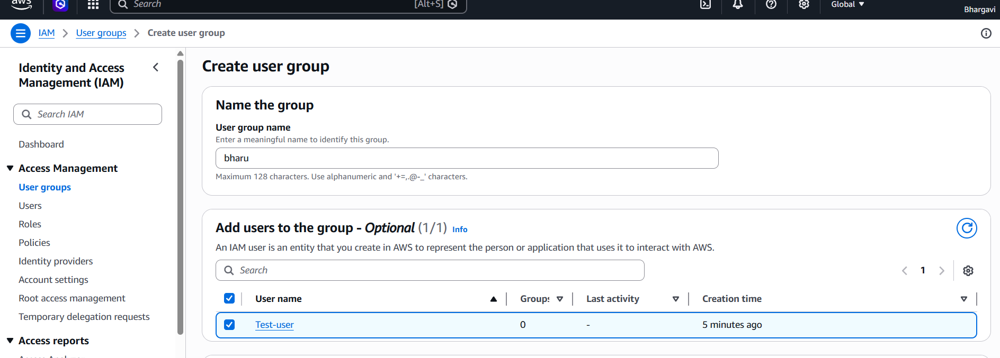 aws
Search [Alt+S]
Global
Bhargavi
IAM > User groups > Create user group
Identity and Access
Management (IAM)
Search IAM
Dashboard
Access Management
User groups
Users
Roles
Policies
Identity providers
Account settings
Root access management
Temporary delegation requests
Access reports
Create user group
Name the group
User group name
Enter a meaningful name to identify this group.
bharu
Maximum 128 characters. Use alphanumeric and '+=,.@-_' characters.
Add users to the group - Optional (1/1) Info
An IAM user is an entity that you create in AWS to represent the person or application that uses it to interact with AWS.
Search
1
User name Groups Last activity Creation time
Test-user 0 - 5 minutes ago